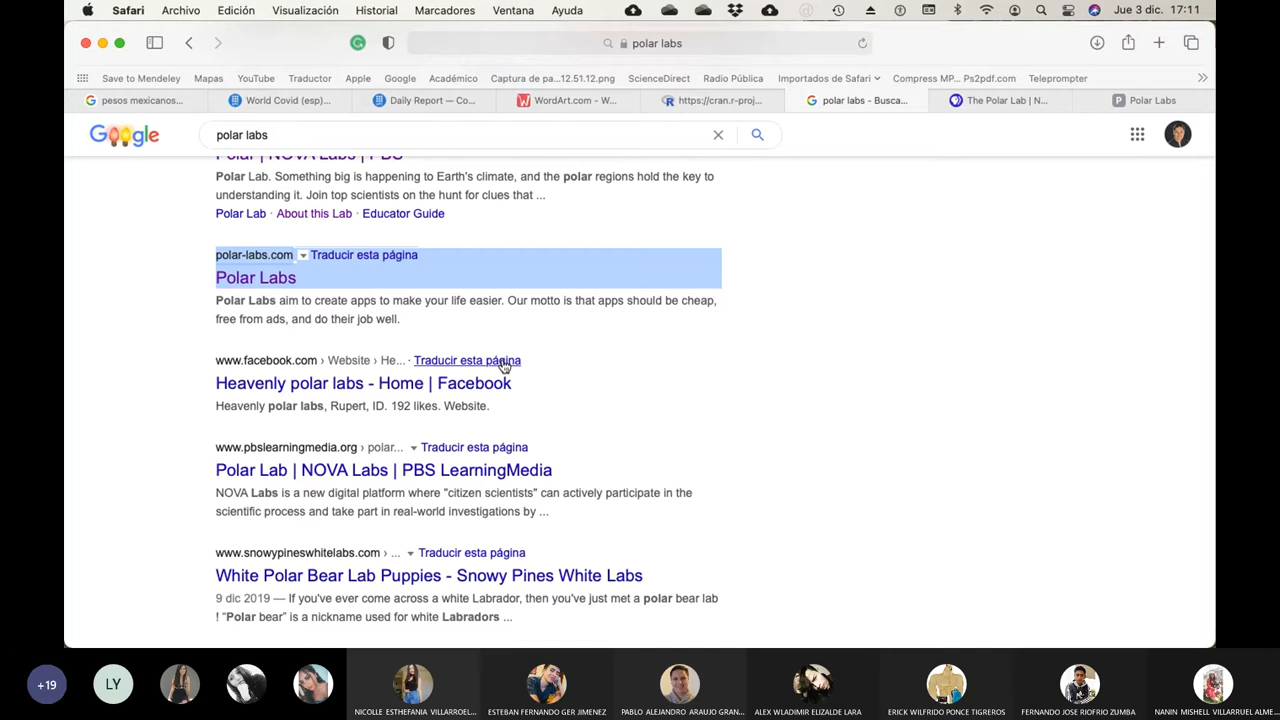 Safari Archivo Edición Visualización Historial Marcadores Ventana Ayuda Jue 3 dic. 17:11
polar labs
Save to Mendeley Mapas YouTube Traductor Apple Google Académico Captura de pa...12.51.12.png ScienceDirect Radio Pública Importados de Safari Compress MP... Ps2pdf.com Teleprompter
pesos mexicanos... World Covid (esp)... Daily Report — Co... WordArt.com - W... https://cran.r-proj... polar labs - Busca... The Polar Lab | N... P Polar Labs
Google polar labs
Polar | NOVA Labs | PBS
Polar Lab. Something big is happening to Earth's climate, and the polar regions hold the key to
understanding it. Join top scientists on the hunt for clues that ...
Polar Lab · About this Lab · Educator Guide
polar-labs.com Traducir esta página
Polar Labs
Polar Labs aim to create apps to make your life easier. Our motto is that apps should be cheap,
free from ads, and do their job well.
www.facebook.com › Website › He... · Traducir esta página
Heavenly polar labs - Home | Facebook
Heavenly polar labs, Rupert, ID. 192 likes. Website.
www.pbslearningmedia.org › polar... Traducir esta página
Polar Lab | NOVA Labs | PBS LearningMedia
NOVA Labs is a new digital platform where "citizen scientists" can actively participate in the
scientific process and take part in real-world investigations by ...
www.snowypineswhitelabs.com › ... Traducir esta página
White Polar Bear Lab Puppies - Snowy Pines White Labs
9 dic 2019 — If you've ever come across a white Labrador, then you've just met a polar bear lab
! "Polar bear" is a nickname used for white Labradors ...
+19 LY
NICOLLE ESTHEFANIA VILLARROEL... ESTEBAN FERNANDO GER JIMENEZ PABLO ALEJANDRO ARAUJO GRAN... ALEX WLADIMIR ELIZALDE LARA ERICK WILFRIDO PONCE TIGREROS FERNANDO JOSE RIOFRIO ZUMBA NANIN MISHELL VILLARRUEL ALME...